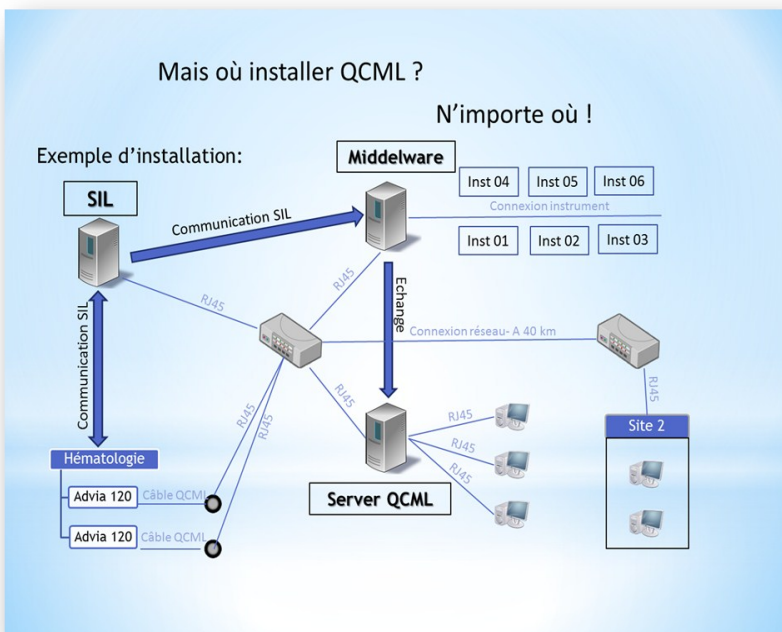 Mais où installer QCML ?
N'importe où !
Exemple d'installation:
Middelware
SIL
Inst 04
Inst 05
Inst 06
Communication SIL
Connexion instrument
Inst 01
Inst 02
Inst 03
RJ45
RJ45
Echange
Communication SIL
Connexion réseau- A 40 km
RJ45
RJ45
RJ45
RJ45
RJ45
RJ45
RJ45
Site 2
Hématologie
Server QCML
Advia 120
Câble QCML
Advia 120
Câble QCML